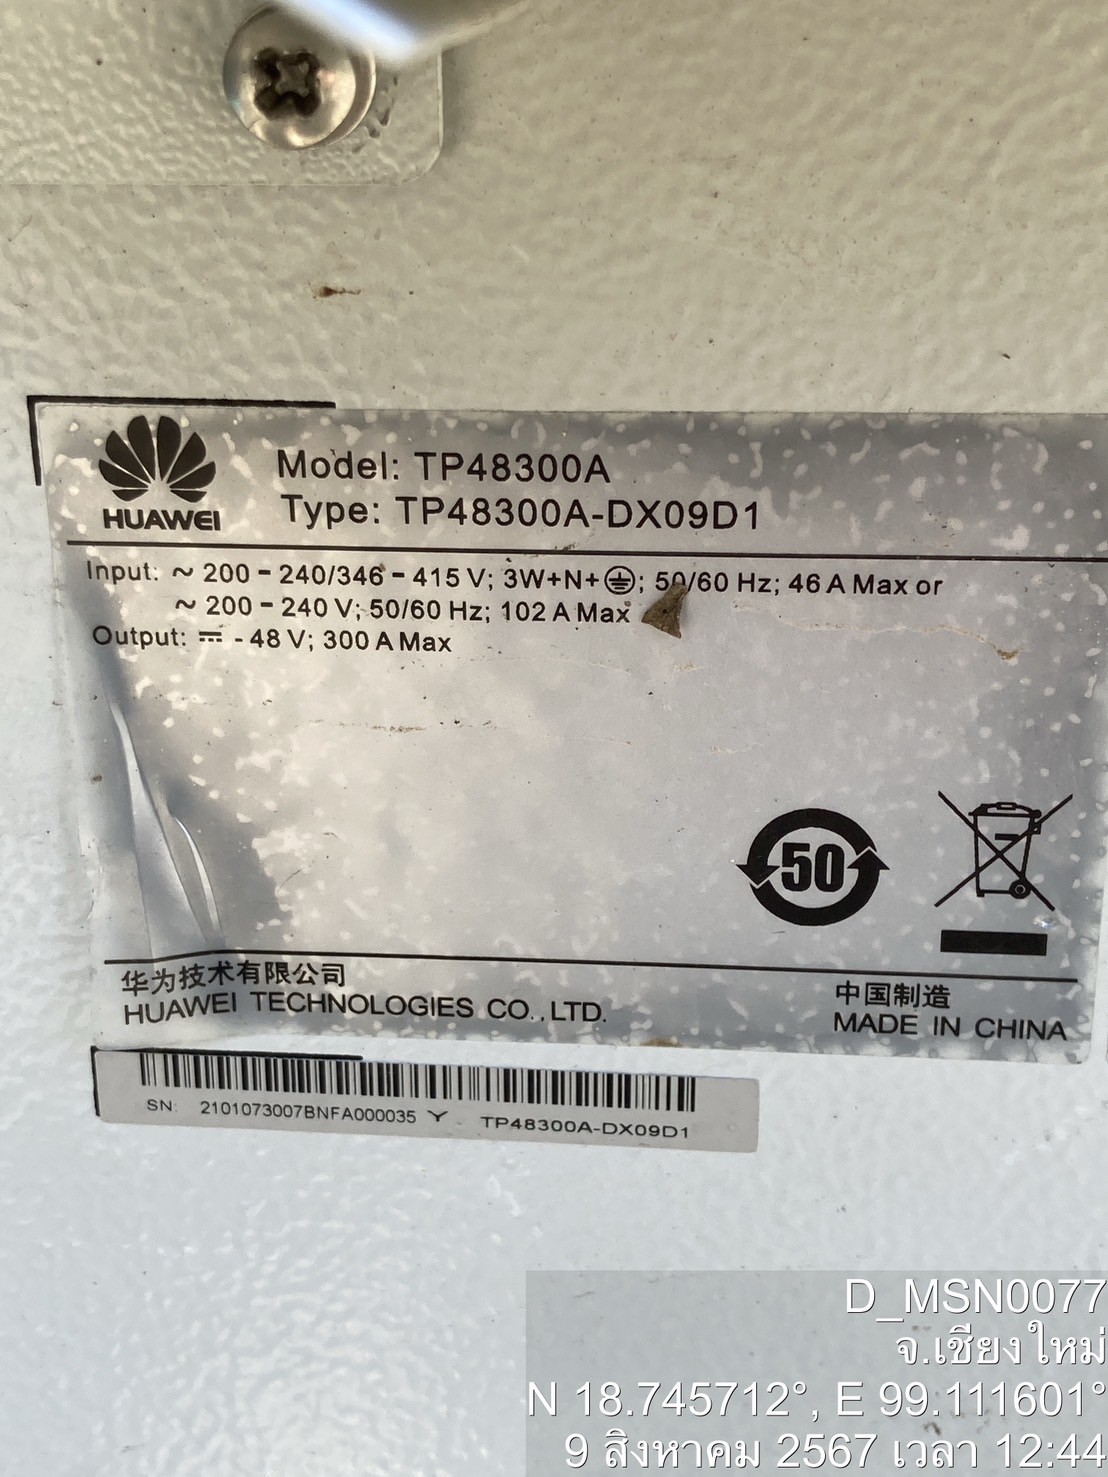 HUAWEI
Model: TP48300A
Type: TP48300A-DX09D1
Input: ~ 200 - 240/346 - 415 V; 3W+N+⏚; 50/60 Hz; 46 A Max or
~ 200 - 240 V; 50/60 Hz; 102 A Max
Output: ⎓ - 48 V; 300 A Max
50
华为技术有限公司
HUAWEI TECHNOLOGIES CO.,LTD.
中国制造
MADE IN CHINA
SN: 2101073007BNFA000035 Y TP48300A-DX09D1
D_MSN0077
จ.เชียงใหม่
N 18.745712°, E 99.111601°
9 สิงหาคม 2567 เวลา 12:44